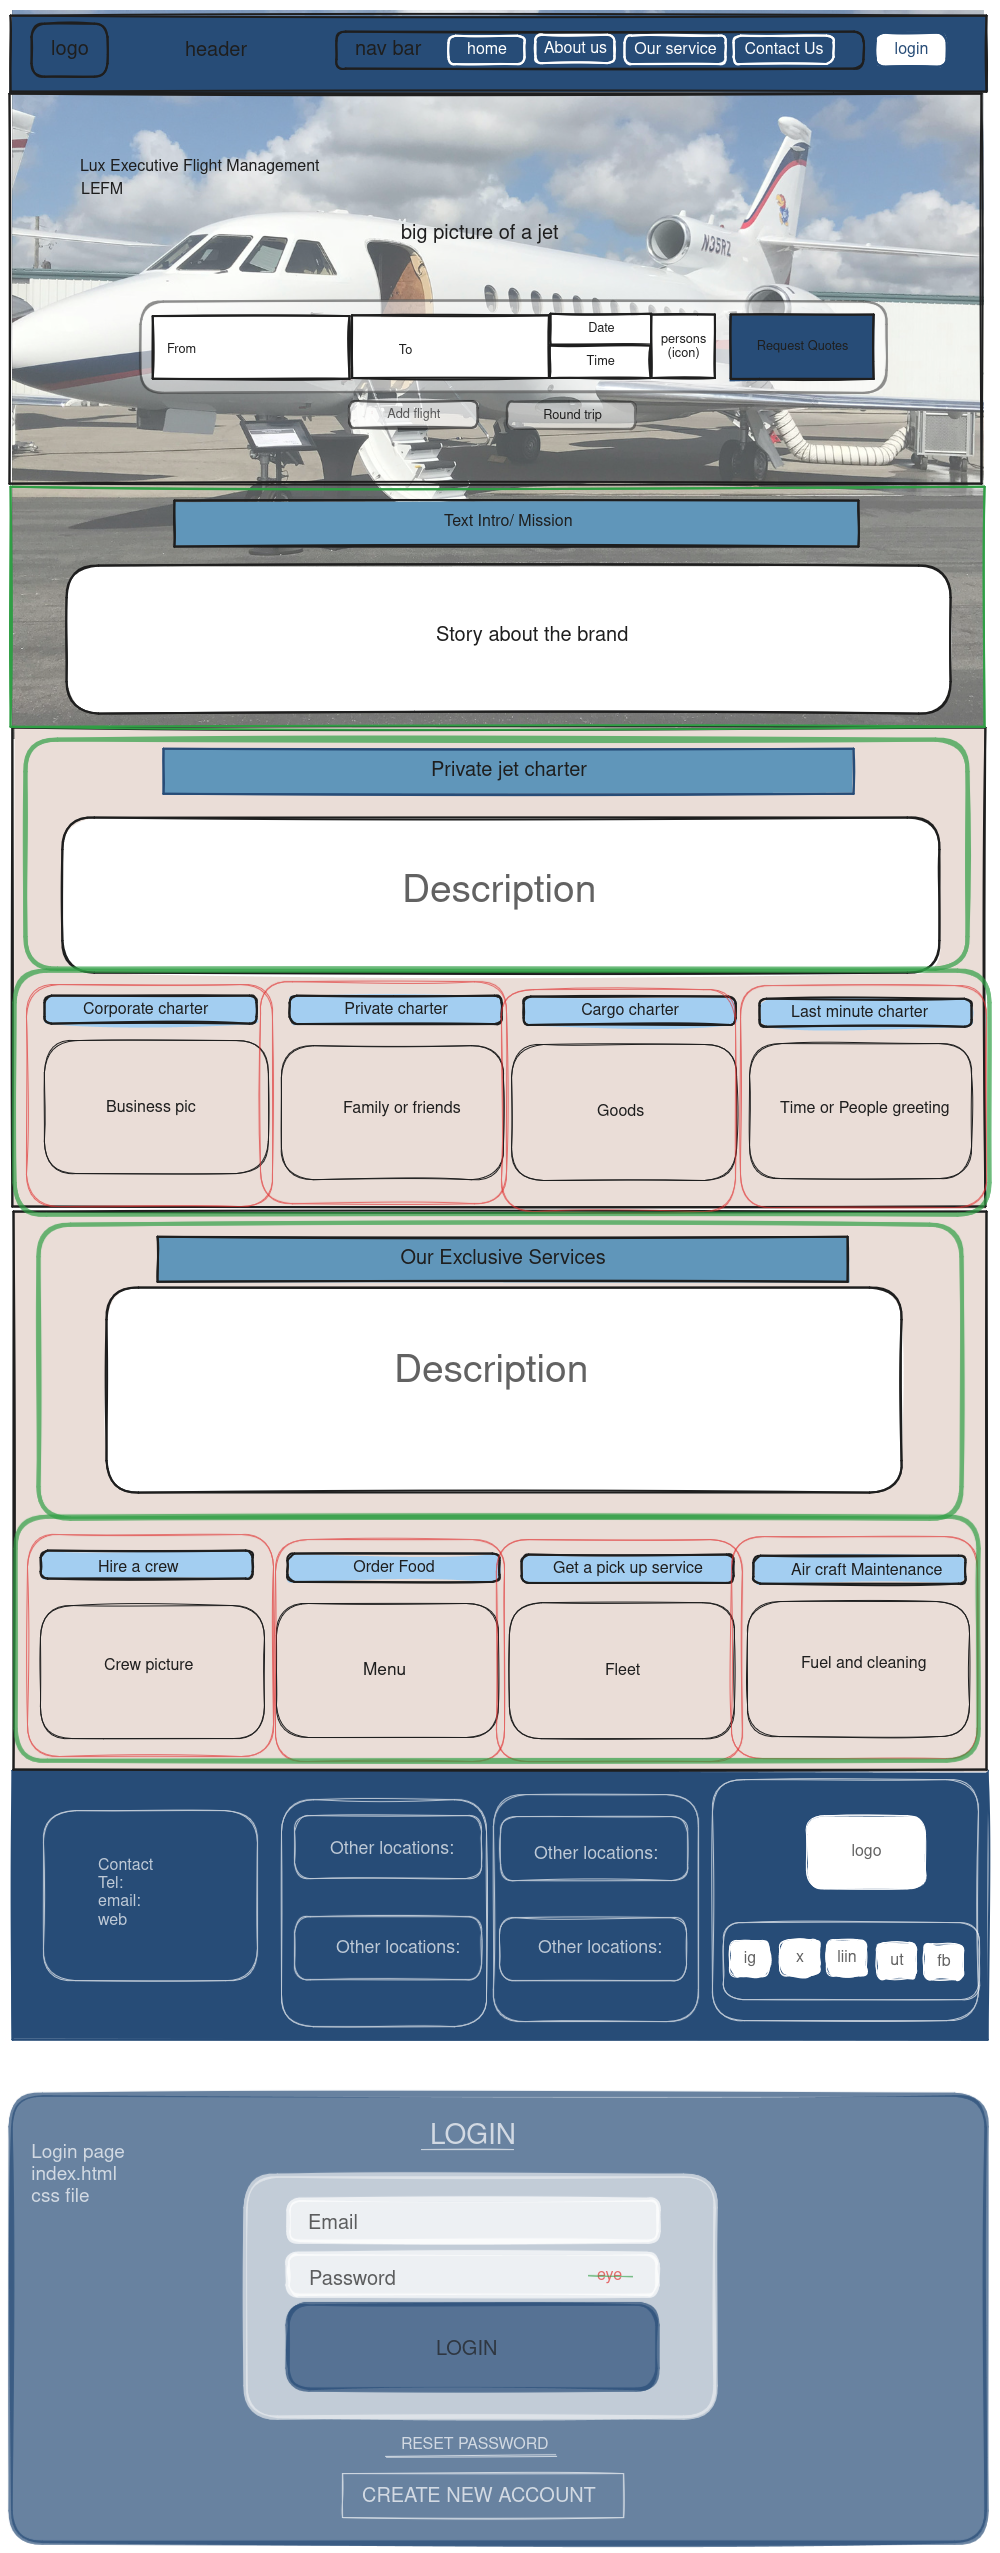 logo
header
nav bar
home
About us
Our service
Contact Us
login
Lux Executive Flight Management
LEFM
big picture of a jet
N35RZ
From
To
Date
Time
persons
(icon)
Request Quotes
Add flight
Round trip
Text Intro/ Mission
Story about the brand
Private jet charter
Description
Corporate charter
Private charter
Cargo charter
Last minute charter
Business pic
Family or friends
Goods
Time or People greeting
Our Exclusive Services
Description
Hire a crew
Order Food
Get a pick up service
Air craft Maintenance
Crew picture
Menu
Fleet
Fuel and cleaning
Contact
Tel:
email:
web
Other locations:
Other locations:
Other locations:
Other locations:
logo
ig
x
liin
ut
fb
Login page
index.html
css file
LOGIN
Email
Password
eye
LOGIN
RESET PASSWORD
CREATE NEW ACCOUNT